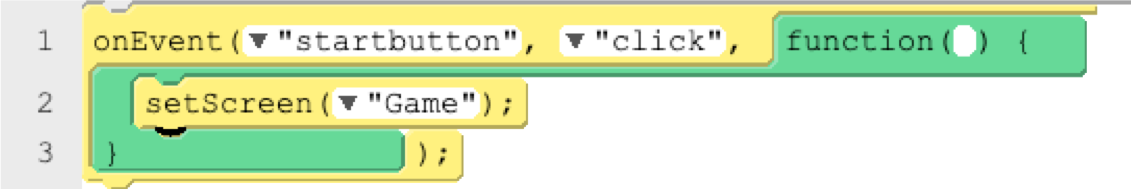 1 onEvent(▼"startbutton", ▼"click", function( ) {
2 setScreen(▼"Game");
3 } );